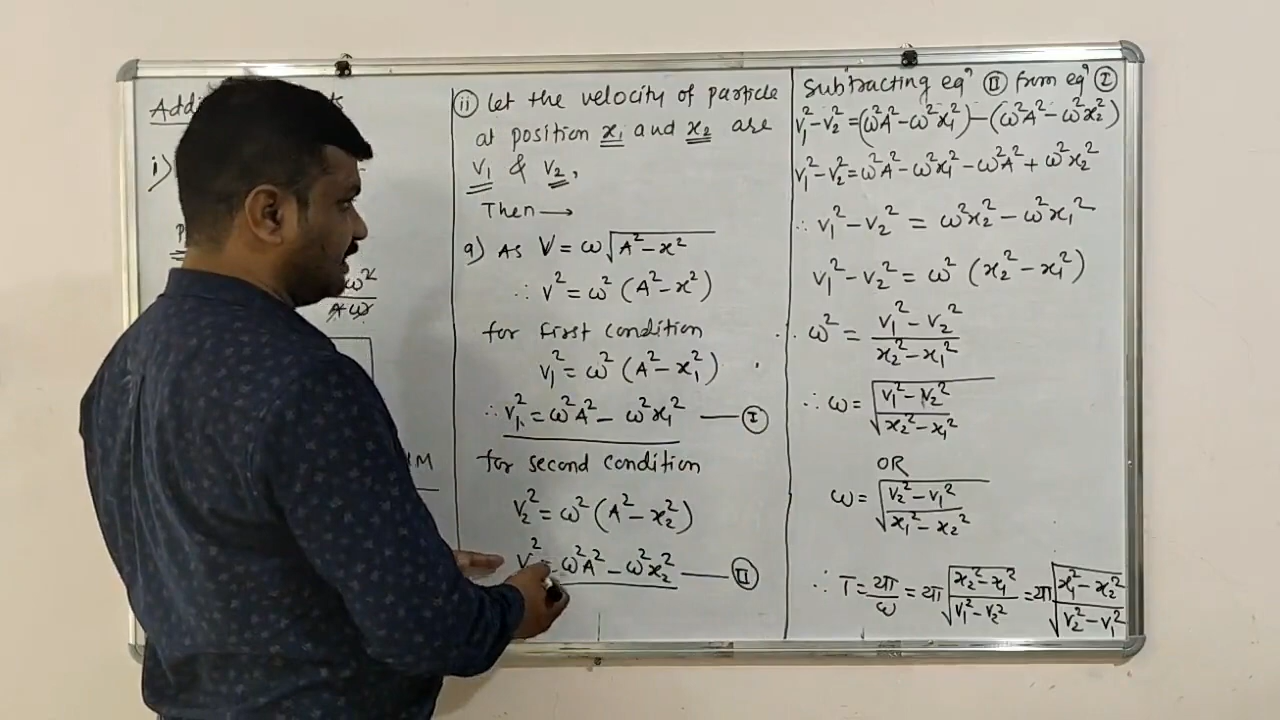 i)
ω²
Aω
HM
ii) Let the velocity of particle
at position x₁ and x₂ are
v₁ & v₂,
Then →
a) As V = ω√(A² − x²)
∴ V² = ω² (A² − x²)
for first condition
v₁² = ω² (A² − x₁²)
∴ v₁² = ω²A² − ω²x₁² — I
for second condition
v₂² = ω² (A² − x₂²)
v² = ω²A² − ω²x₂² — II
Subtracting eqⁿ II from eqⁿ I
v₁² − v₂² = (ω²A² − ω²x₁²) − (ω²A² − ω²x₂²)
v₁² − v₂² = ω²A² − ω²x₁² − ω²A² + ω²x₂²
∴ v₁² − v₂² = ω²x₂² − ω²x₁²
v₁² − v₂² = ω² (x₂² − x₁²)
∴ ω² = (v₁² − v₂²)/(x₂² − x₁²)
∴ ω = √((v₁² − v₂²)/(x₂² − x₁²))
OR
ω = √((v₂² − v₁²)/(x₁² − x₂²))
∴ T = 2π/ω = 2π√((x₂² − x₁²)/(v₁² − v₂²)) = 2π√((x₁² − x₂²)/(v₂² − v₁²))